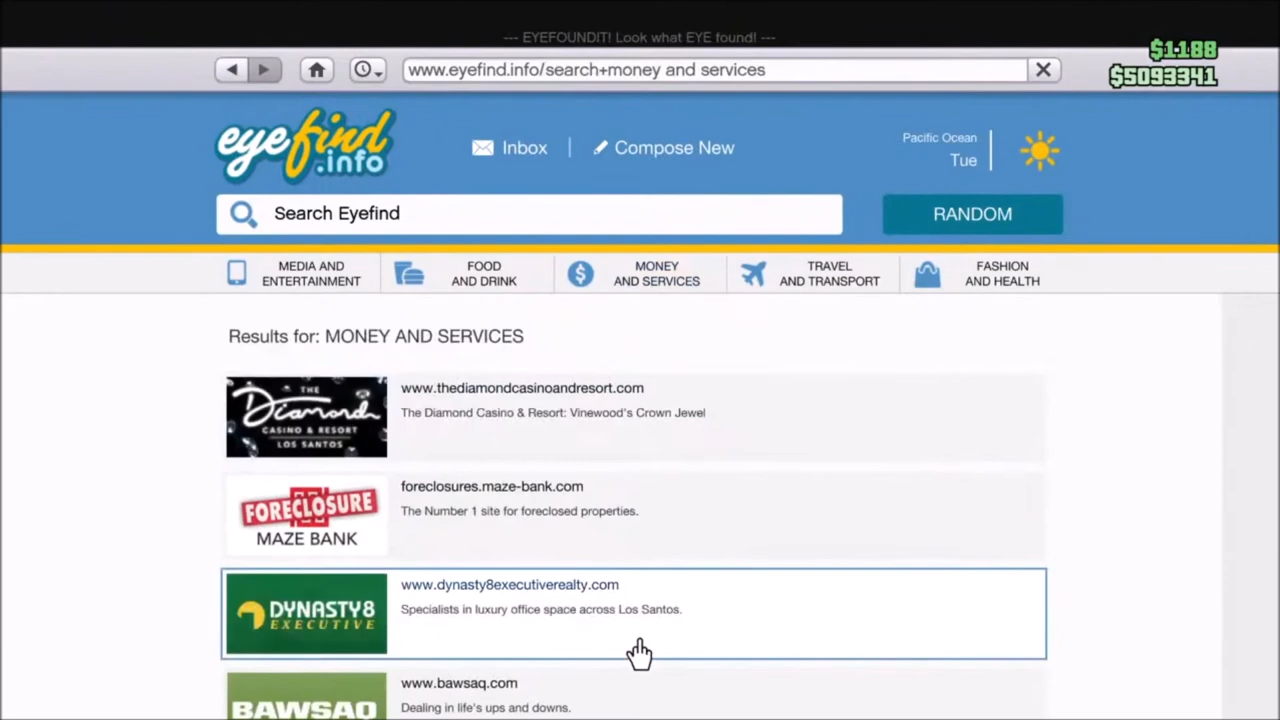 --- EYEFOUNDIT! Look what EYE found! ---
$1188
www.eyefind.info/search+money and services
$5093341
eyefind
.info
Inbox
Compose New
Pacific Ocean
Tue
Search Eyefind
RANDOM
MEDIA AND
ENTERTAINMENT
FOOD
AND DRINK
MONEY
AND SERVICES
TRAVEL
AND TRANSPORT
FASHION
AND HEALTH
Results for: MONEY AND SERVICES
THE
Diamond
CASINO & RESORT
LOS SANTOS
www.thediamondcasinoandresort.com
The Diamond Casino & Resort: Vinewood's Crown Jewel
FORECLOSURE
MAZE BANK
foreclosures.maze-bank.com
The Number 1 site for foreclosed properties.
DYNASTY8
EXECUTIVE
www.dynasty8executiverealty.com
Specialists in luxury office space across Los Santos.
BAWSAQ
www.bawsaq.com
Dealing in life's ups and downs.